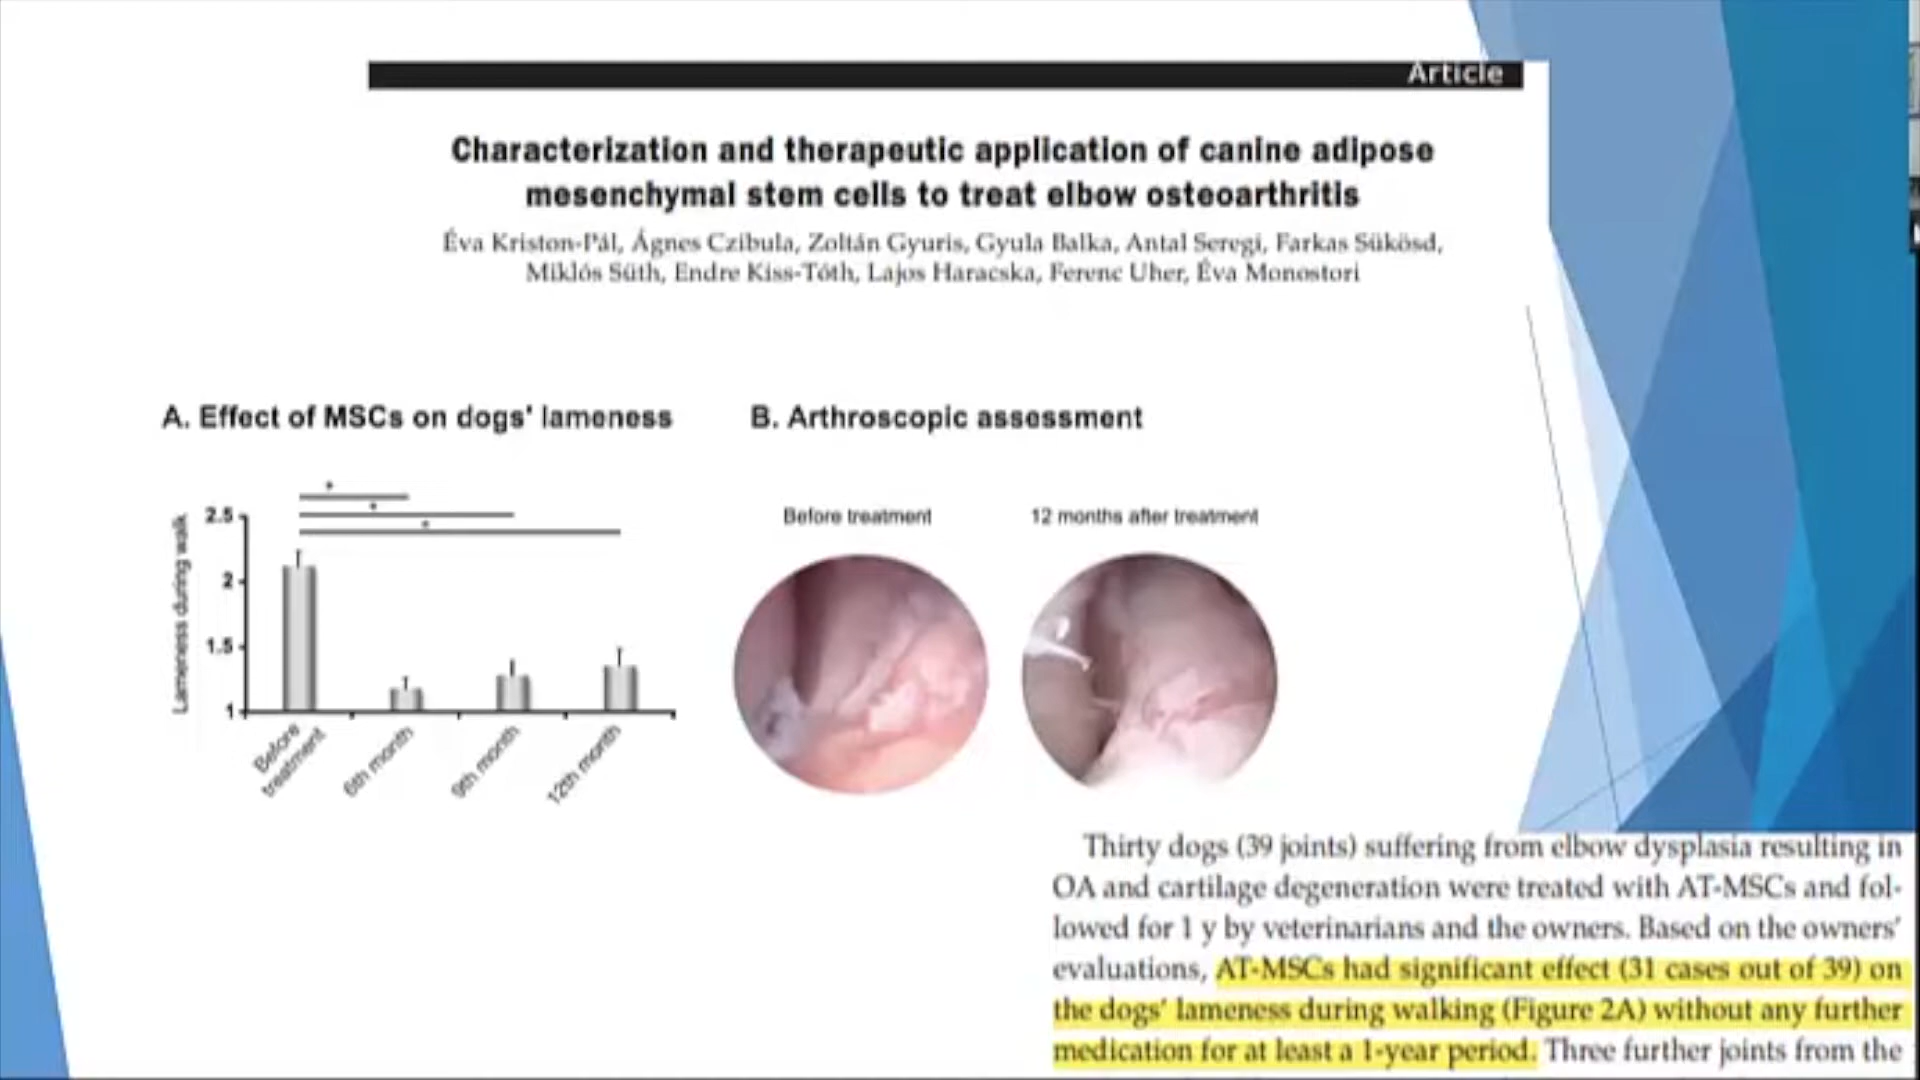 Article
Characterization and therapeutic application of canine adipose
mesenchymal stem cells to treat elbow osteoarthritis
Éva Kriston-Pál, Ágnes Czibula, Zoltán Gyuris, Gyula Balka, Antal Seregi, Farkas Sükösd,
Miklós Süth, Endre Kiss-Tóth, Lajos Haracska, Ferenc Uher, Éva Monostori
A. Effect of MSCs on dogs' lameness
B. Arthroscopic assessment
Lameness during walk
2.5
2
1.5
1
*
*
*
Before
treatment
6th month
9th month
12th month
Before treatment
12 months after treatment
Thirty dogs (39 joints) suffering from elbow dysplasia resulting in
OA and cartilage degeneration were treated with AT-MSCs and fol-
lowed for 1 y by veterinarians and the owners. Based on the owners'
evaluations, AT-MSCs had significant effect (31 cases out of 39) on
the dogs' lameness during walking (Figure 2A) without any further
medication for at least a 1-year period. Three further joints from the